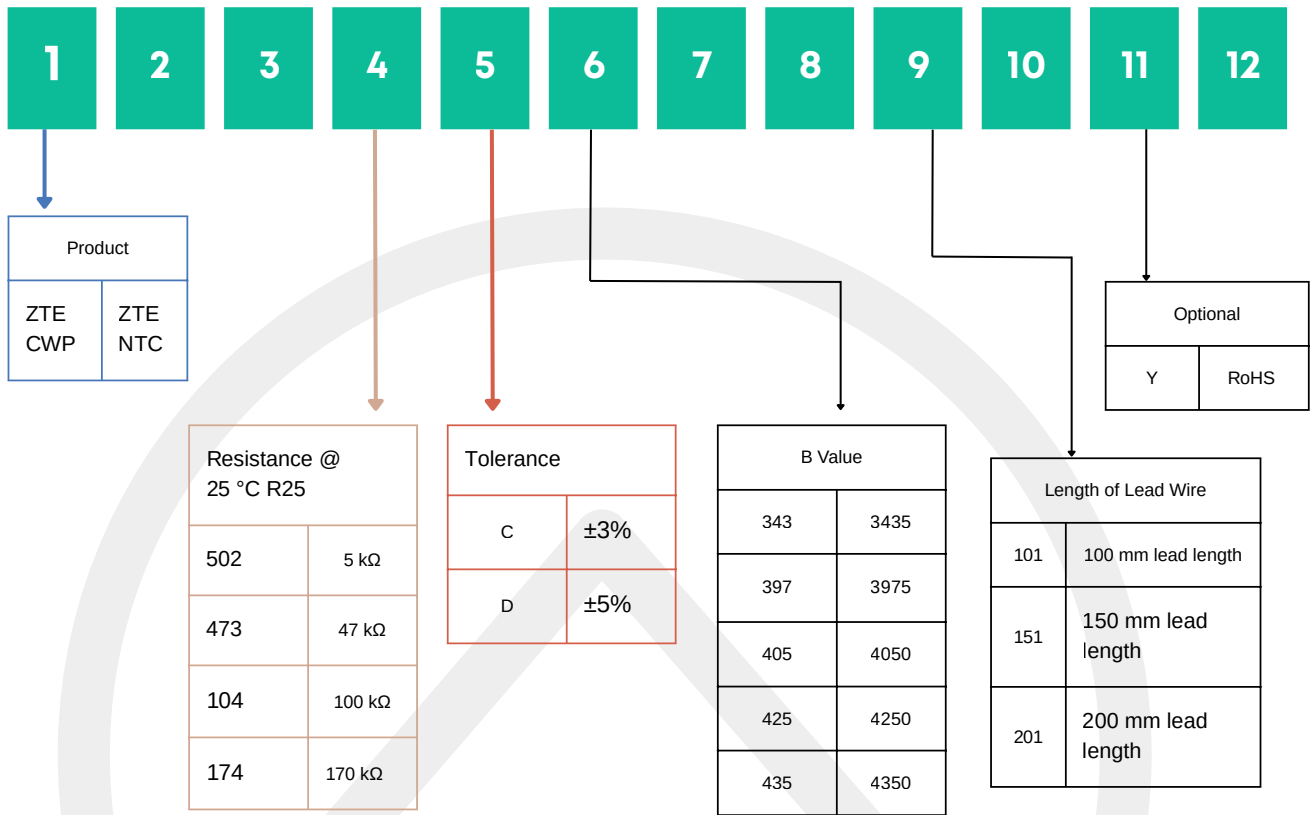 1 2 3 4 5 6 7 8 9 10 11 12
Product
ZTE ZTE
CWP NTC
Optional
Y RoHS
Resistance @
25 °C R25
502 5 kΩ
473 47 kΩ
104 100 kΩ
174 170 kΩ
Tolerance
C ±3%
D ±5%
B Value
343 3435
397 3975
405 4050
425 4250
435 4350
Length of Lead Wire
101 100 mm lead length
151 150 mm lead
length
201 200 mm lead
length